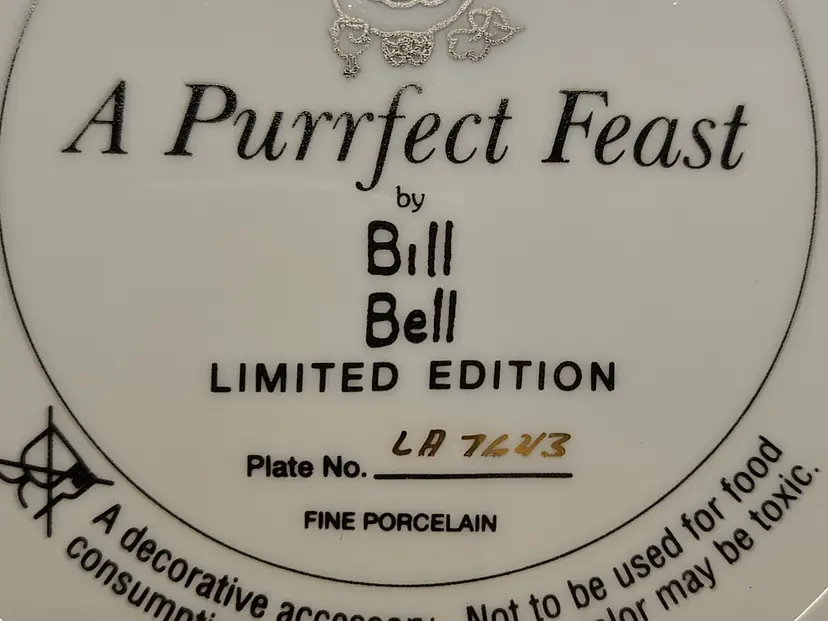 A Purrfect Feast
by
Bill
Bell
LIMITED EDITION
Plate No. LA 7643
FINE PORCELAIN
A decorative accessory. Not to be used for food
may be toxic.